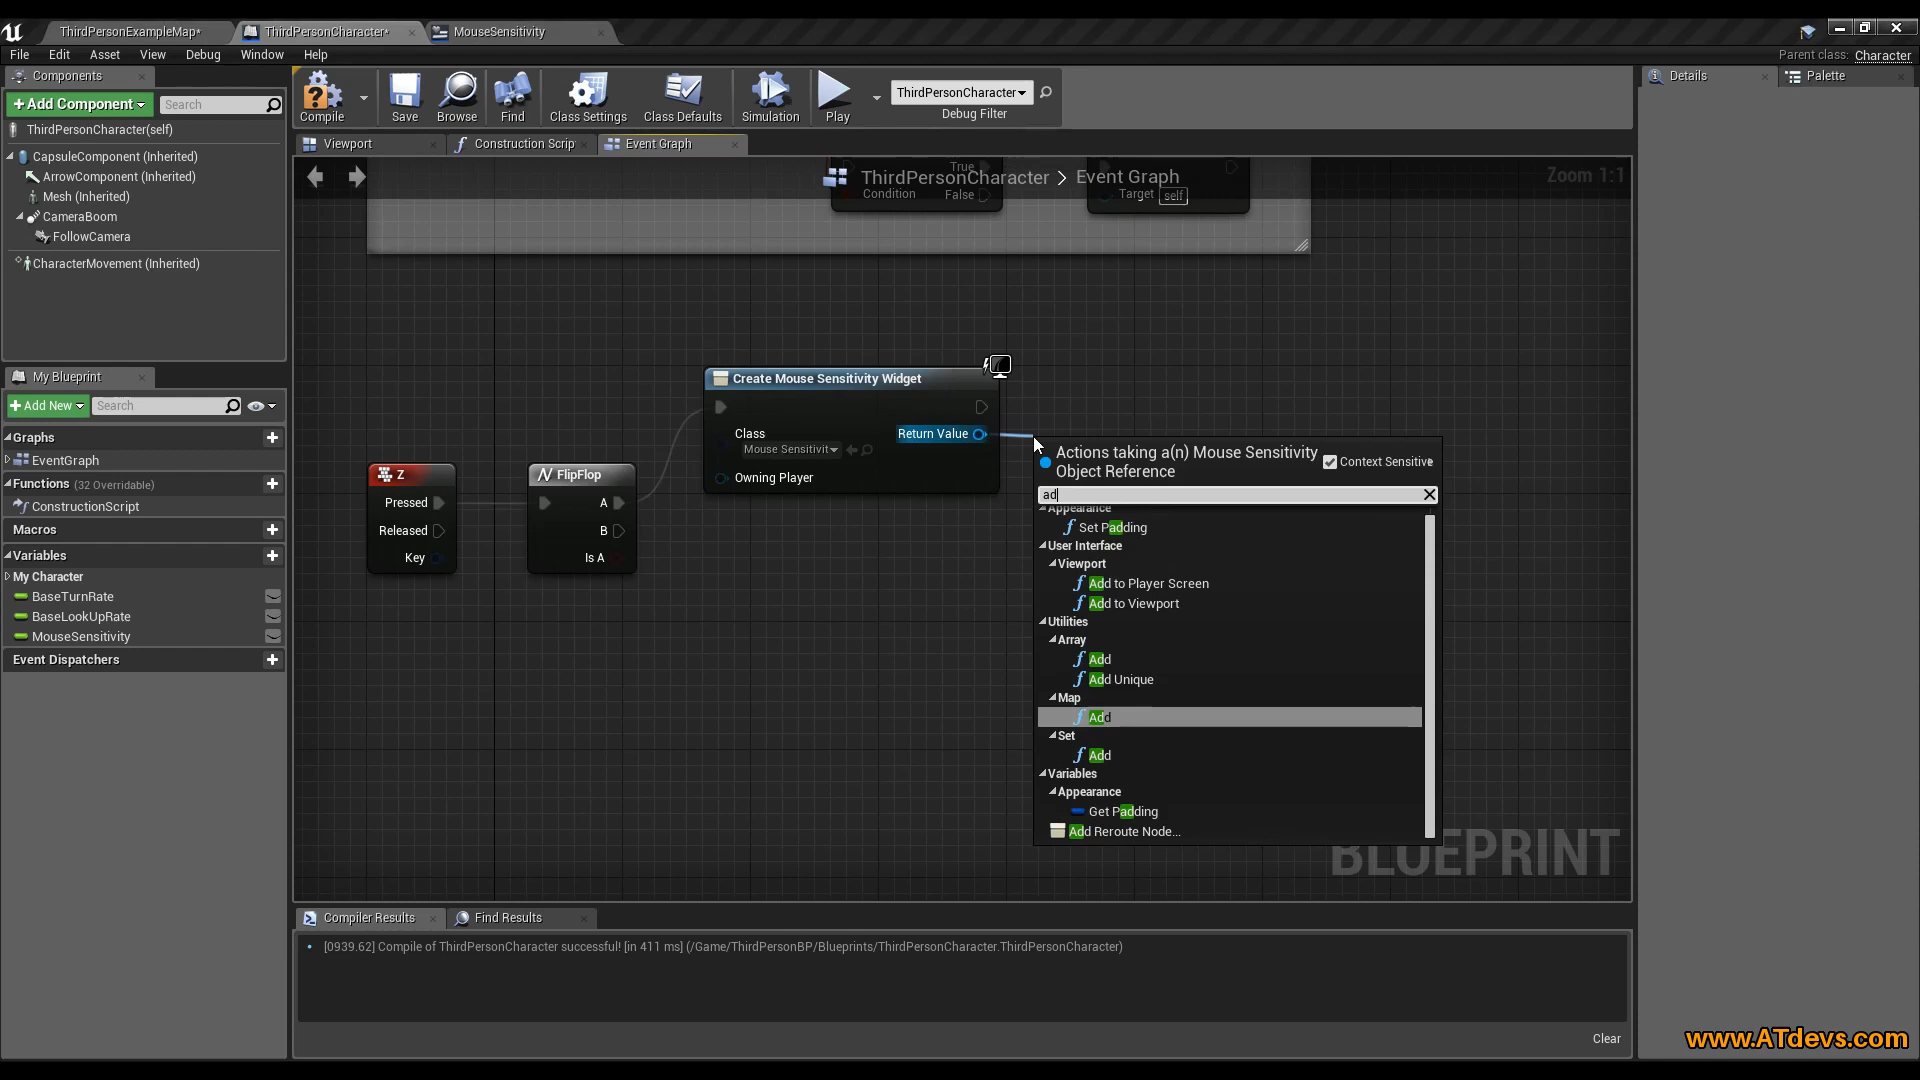 ThirdPersonExampleMap*
ThirdPersonCharacter*
MouseSensitivity
File Edit Asset View Debug Window Help
Parent class: Character
Components
+Add Component
Search
ThirdPersonCharacter(self)
CapsuleComponent (Inherited)
ArrowComponent (Inherited)
Mesh (Inherited)
CameraBoom
FollowCamera
CharacterMovement (Inherited)
Compile
Save
Browse
Find
Class Settings
Class Defaults
Simulation
Play
ThirdPersonCharacter
Debug Filter
Details
Palette
Viewport
Construction Scrip
Event Graph
ThirdPersonCharacter > Event Graph
Zoom 1:1
True
Condition False
Target self
My Blueprint
+Add New
Search
Graphs
EventGraph
Functions (32 Overridable)
ConstructionScript
Macros
Variables
My Character
BaseTurnRate
BaseLookUpRate
MouseSensitivity
Event Dispatchers
Z
Pressed
Released
Key
FlipFlop
A
B
Is A
Create Mouse Sensitivity Widget
Class
Mouse Sensitivit
Return Value
Owning Player
Actions taking a(n) Mouse Sensitivity
Object Reference
Context Sensitive
ad
Appearance
Set Padding
User Interface
Viewport
Add to Player Screen
Add to Viewport
Utilities
Array
Add
Add Unique
Map
Add
Set
Add
Variables
Appearance
Get Padding
Add Reroute Node...
BLUEPRINT
Compiler Results
Find Results
[0939.62] Compile of ThirdPersonCharacter successful! [in 411 ms] (/Game/ThirdPersonBP/Blueprints/ThirdPersonCharacter.ThirdPersonCharacter)
Clear
www.ATdevs.com